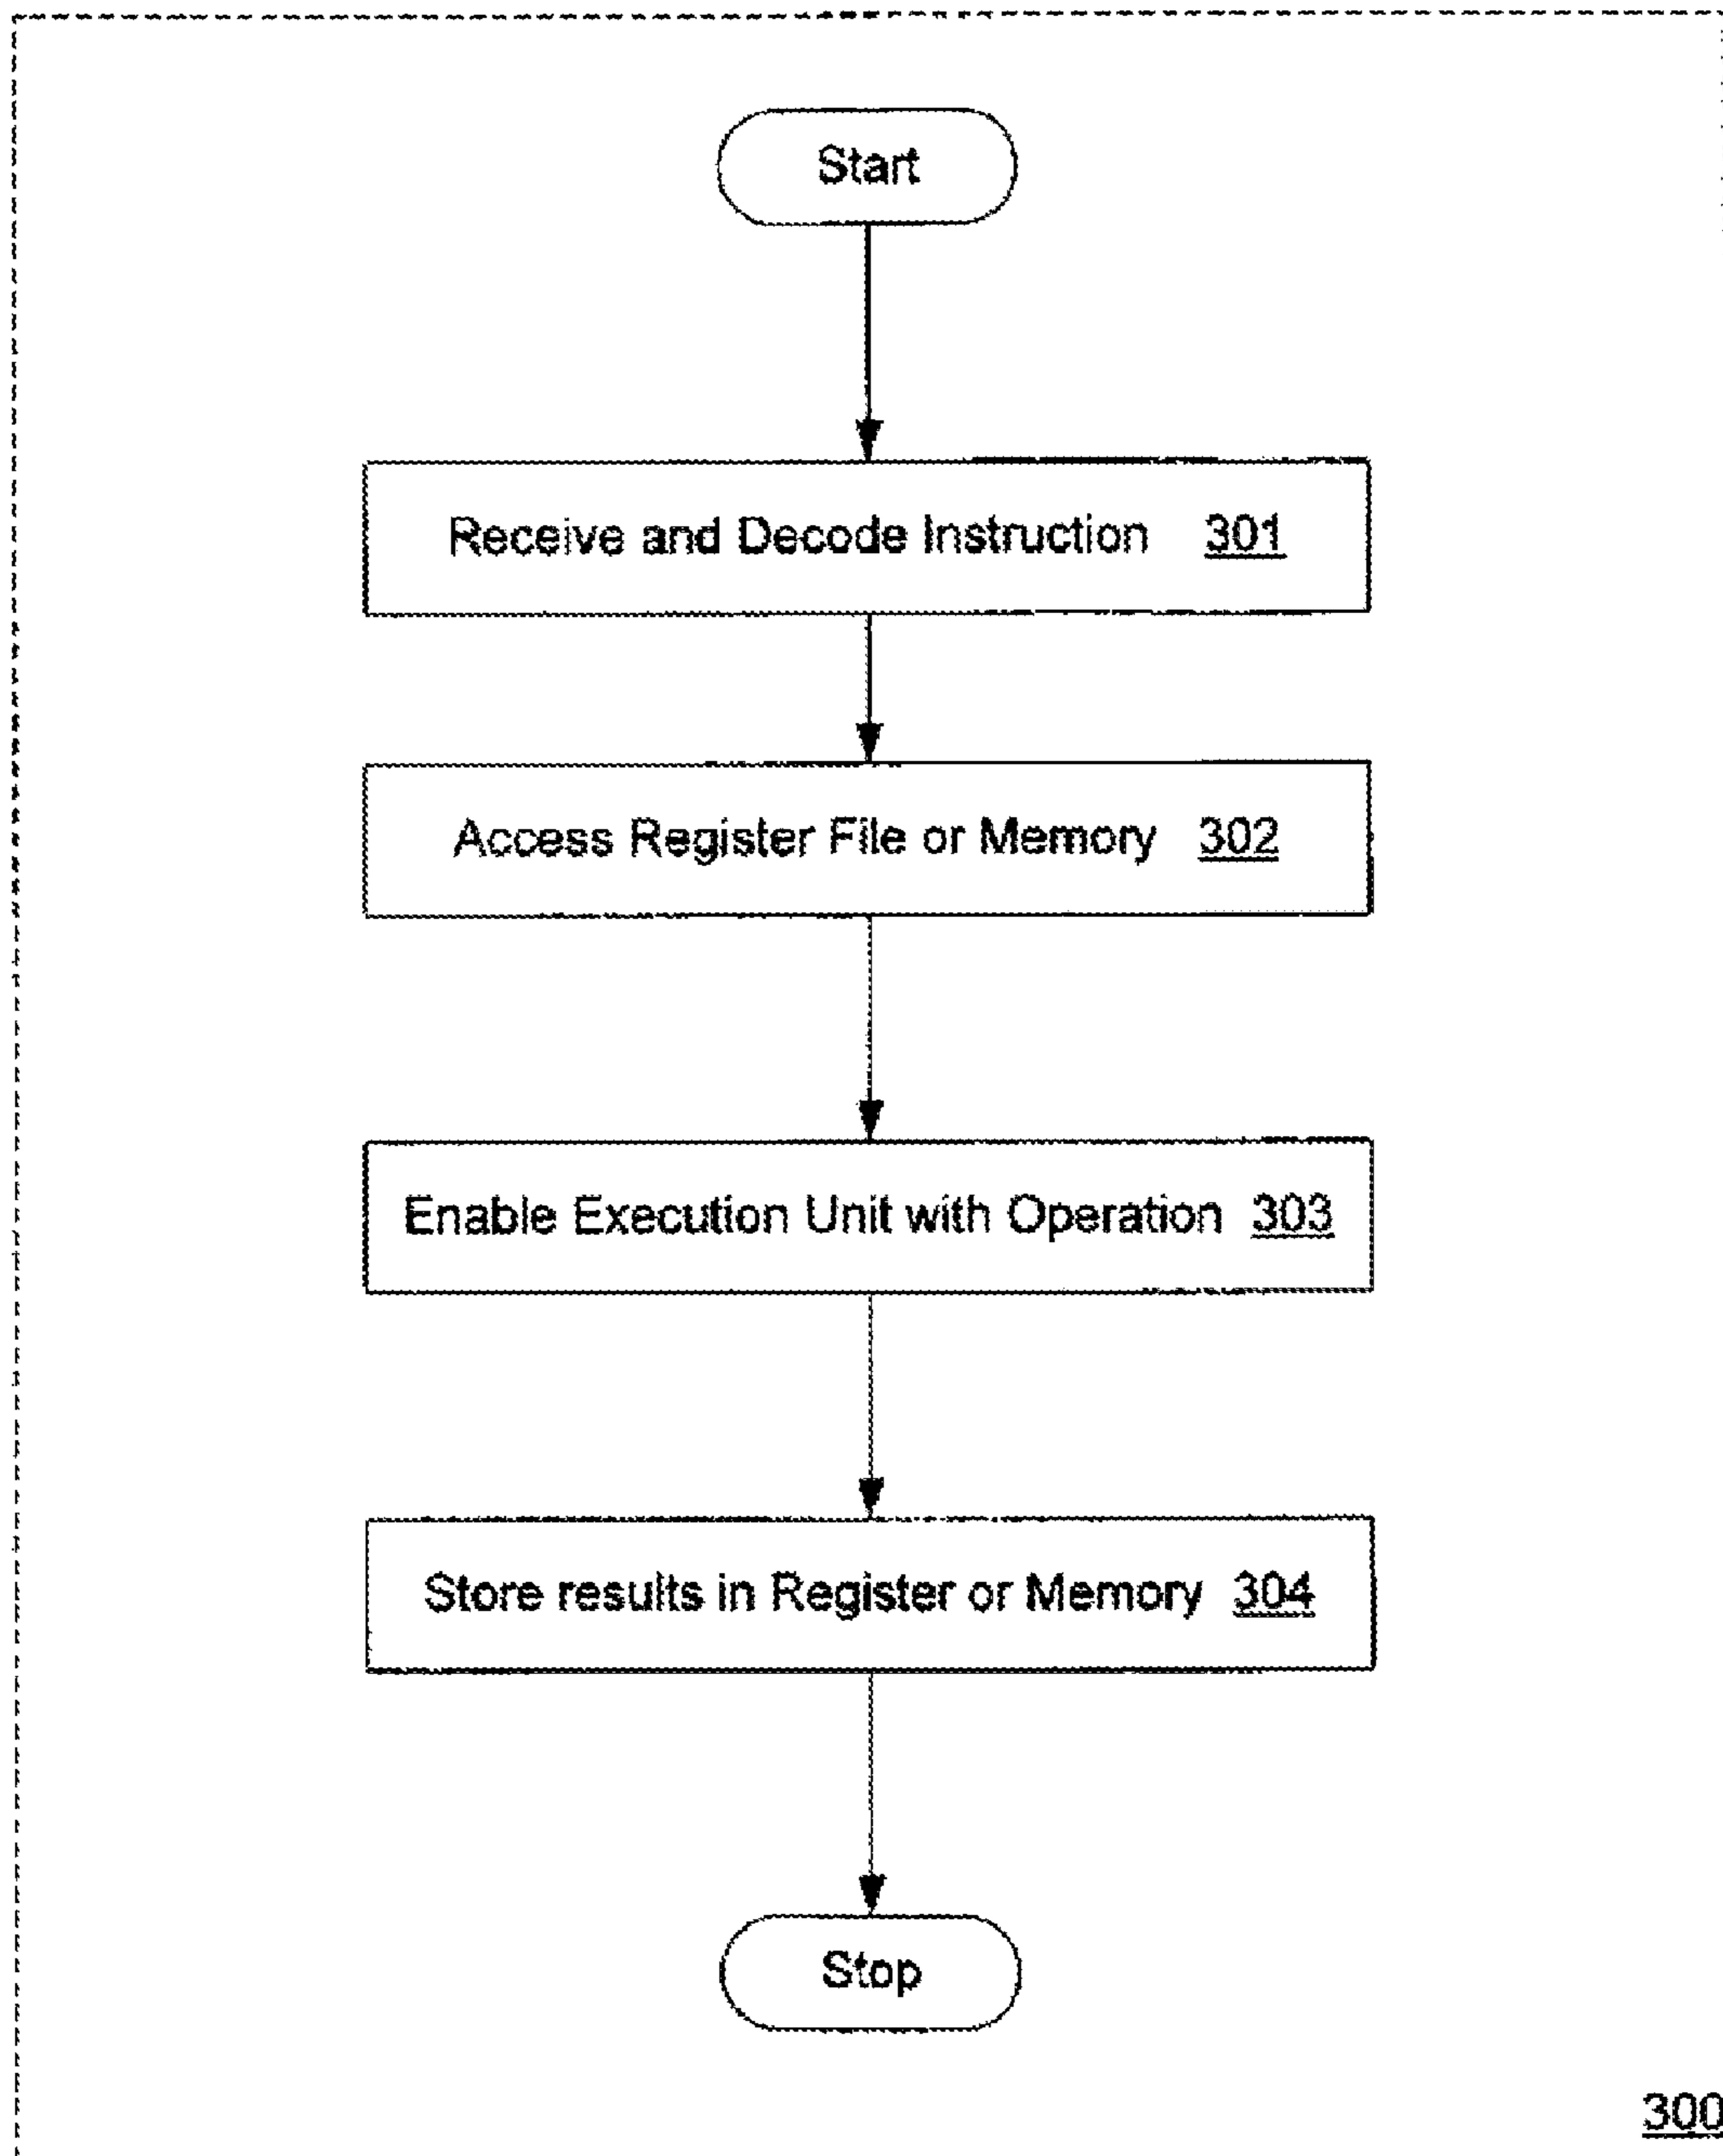 Start
Receive and Decode Instruction 301
Access Register File or Memory 302
Enable Execution Unit with Operation 303
Store results in Register or Memory 304
Stop
300